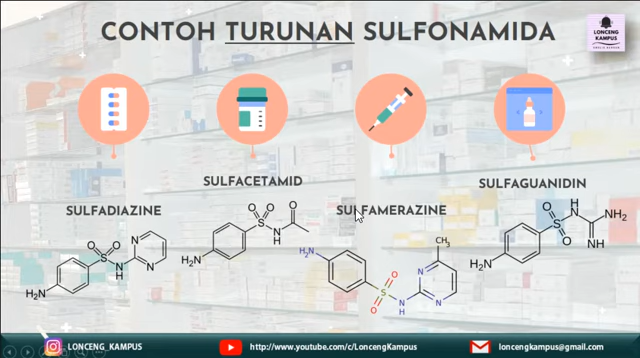 CONTOH TURUNAN SULFONAMIDA
LONCENG
KAMPUS
SULFADIAZINE
SULFACETAMID
SULFAMERAZINE
SULFAGUANIDIN
O O
S
N
H
N
N
H2N
O O
S
N
H
O
H2N
H2N
O
S
O
N
H
N
N
CH3
H2N
O
S
O
H
N
NH2
NH
LONCENG_KAMPUS
http://www.youtube.com/c/LoncengKampus
loncengkampus@gmail.com